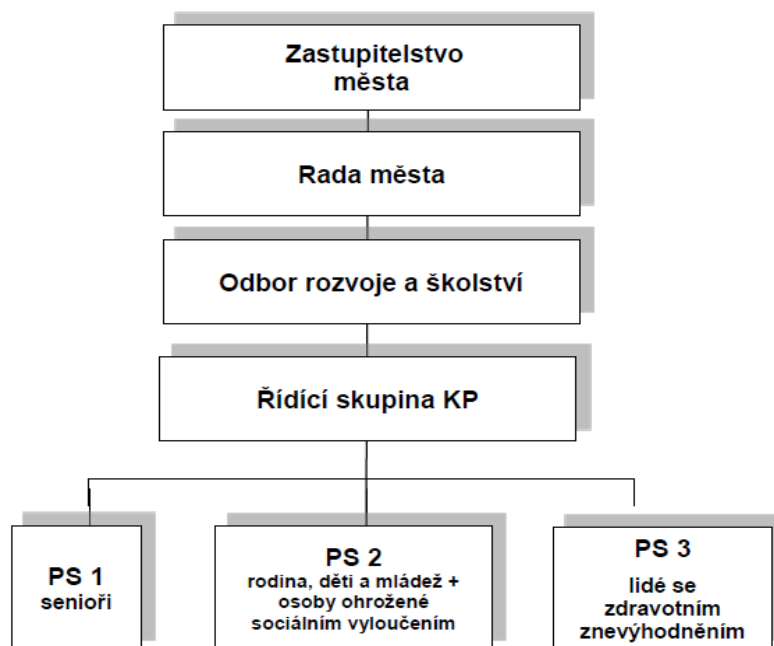 Zastupitelstvo
města
Rada města
Odbor rozvoje a školství
Řídící skupina KP
PS 1
senioři
PS 2
rodina, děti a mládež +
osoby ohrožené
sociálním vyloučením
PS 3
lidé se
zdravotním
znevýhodněním